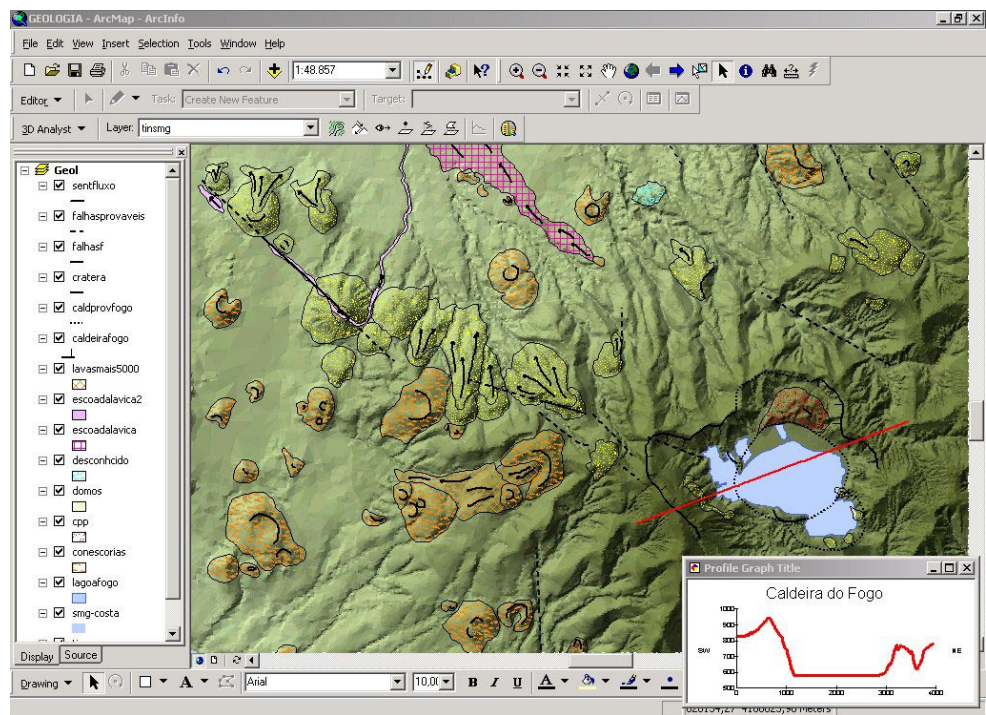 GEOLOGIA - ArcMap - ArcInfo
File Edit View Insert Selection Tools Window Help
1:48.857
Editor Task: Create New Feature Target:
3D Analyst Layer: tinsmg
Geol
sentfluxo
falhasprovaveis
falhasf
cratera
caldprovfogo
caldeirafogo
lavasmais5000
escoadalavica2
escoadalavica
desconhcido
domos
cpp
conescorias
lagoafogo
smg-costa
Display Source
Profile Graph Title
Caldeira do Fogo
1000
900
800
700
600
500
SW
NE
0 1000 2000 3000 4000
Drawing A Arial 10,0 B I U A